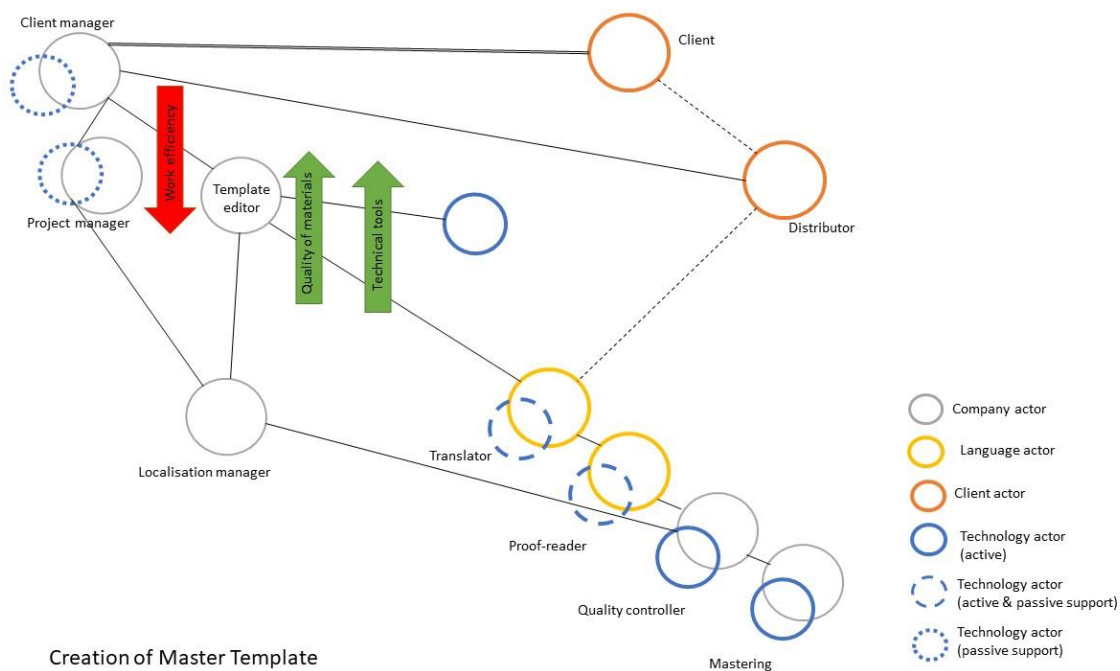 Client manager
Client
Work efficiency
Quality of materials
Technical tools
Template
editor
Project manager
Distributor
Translator
Localisation manager
Proof-reader
Quality controller
Mastering
Company actor
Language actor
Client actor
Technology actor
(active)
Technology actor
(active & passive support)
Technology actor
(passive support)
Creation of Master Template